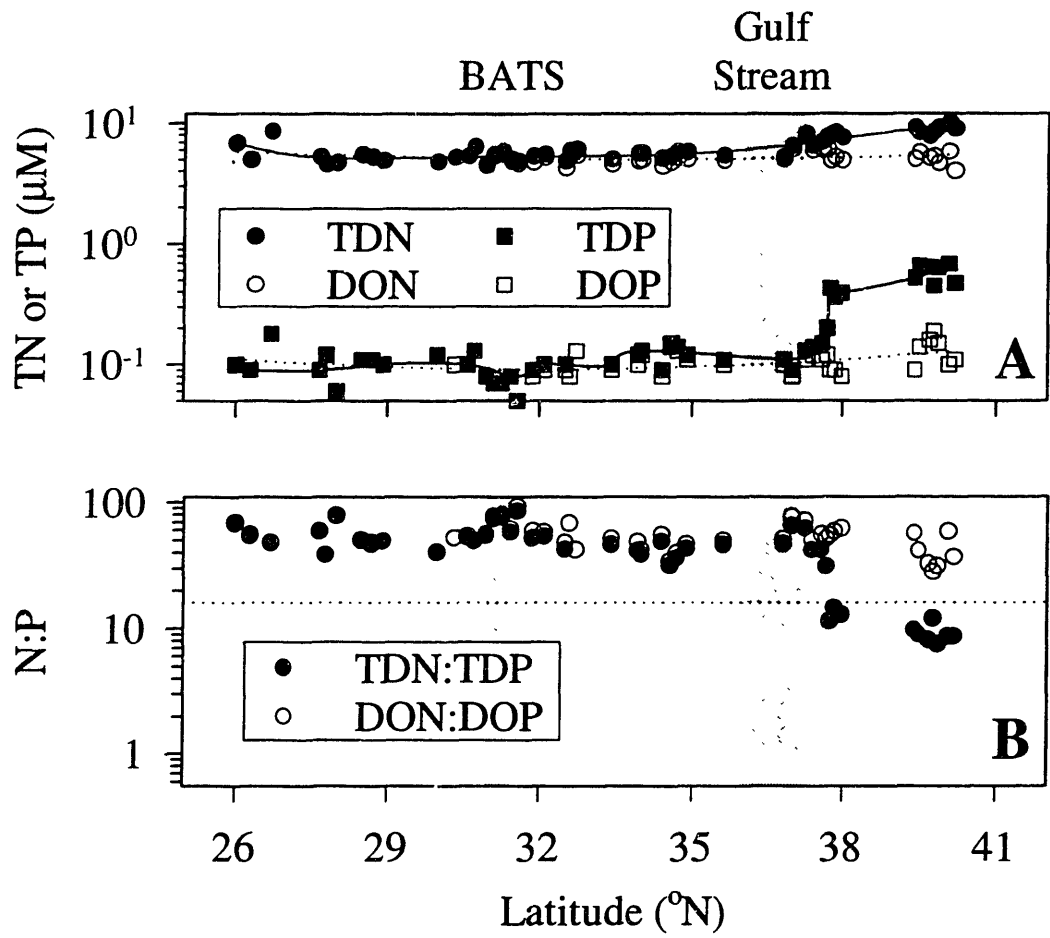 Gulf
BATS Stream
TN or TP (µM)
10¹
10⁰
10⁻¹
TDN TDP
DON DOP
A
N:P
100
10
1
TDN:TDP
DON:DOP
B
26 29 32 35 38 41
Latitude (°N)